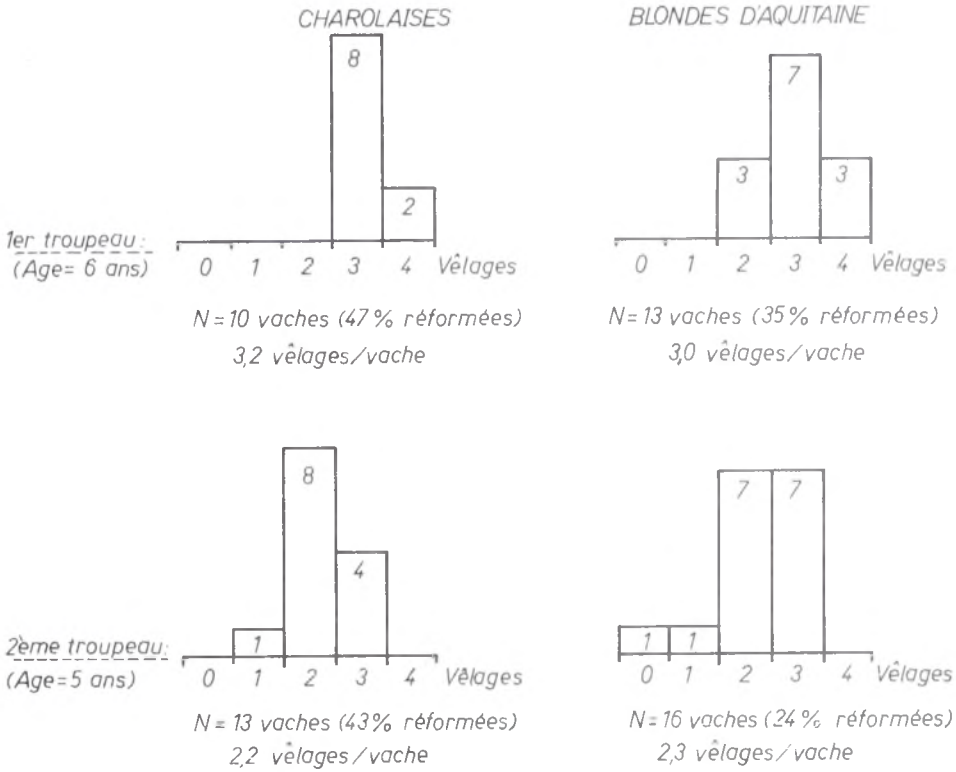 CHAROLAISES
BLONDES D'AQUITAINE
8
2
7
3
3
1er troupeau:
(Age= 6 ans)
0 1 2 3 4 Vêlages
0 1 2 3 4 Vêlages
N=10 vaches (47% réformées)
3,2 vêlages/vache
N=13 vaches (35% réformées)
3,0 vêlages/vache
1
8
4
1
1
7
7
2ème troupeau:
(Age=5 ans)
0 1 2 3 4 Vêlages
0 1 2 3 4 Vêlages
N=13 vaches (43% réformées)
2,2 vêlages/vache
N=16 vaches (24% réformées)
2,3 vêlages/vache